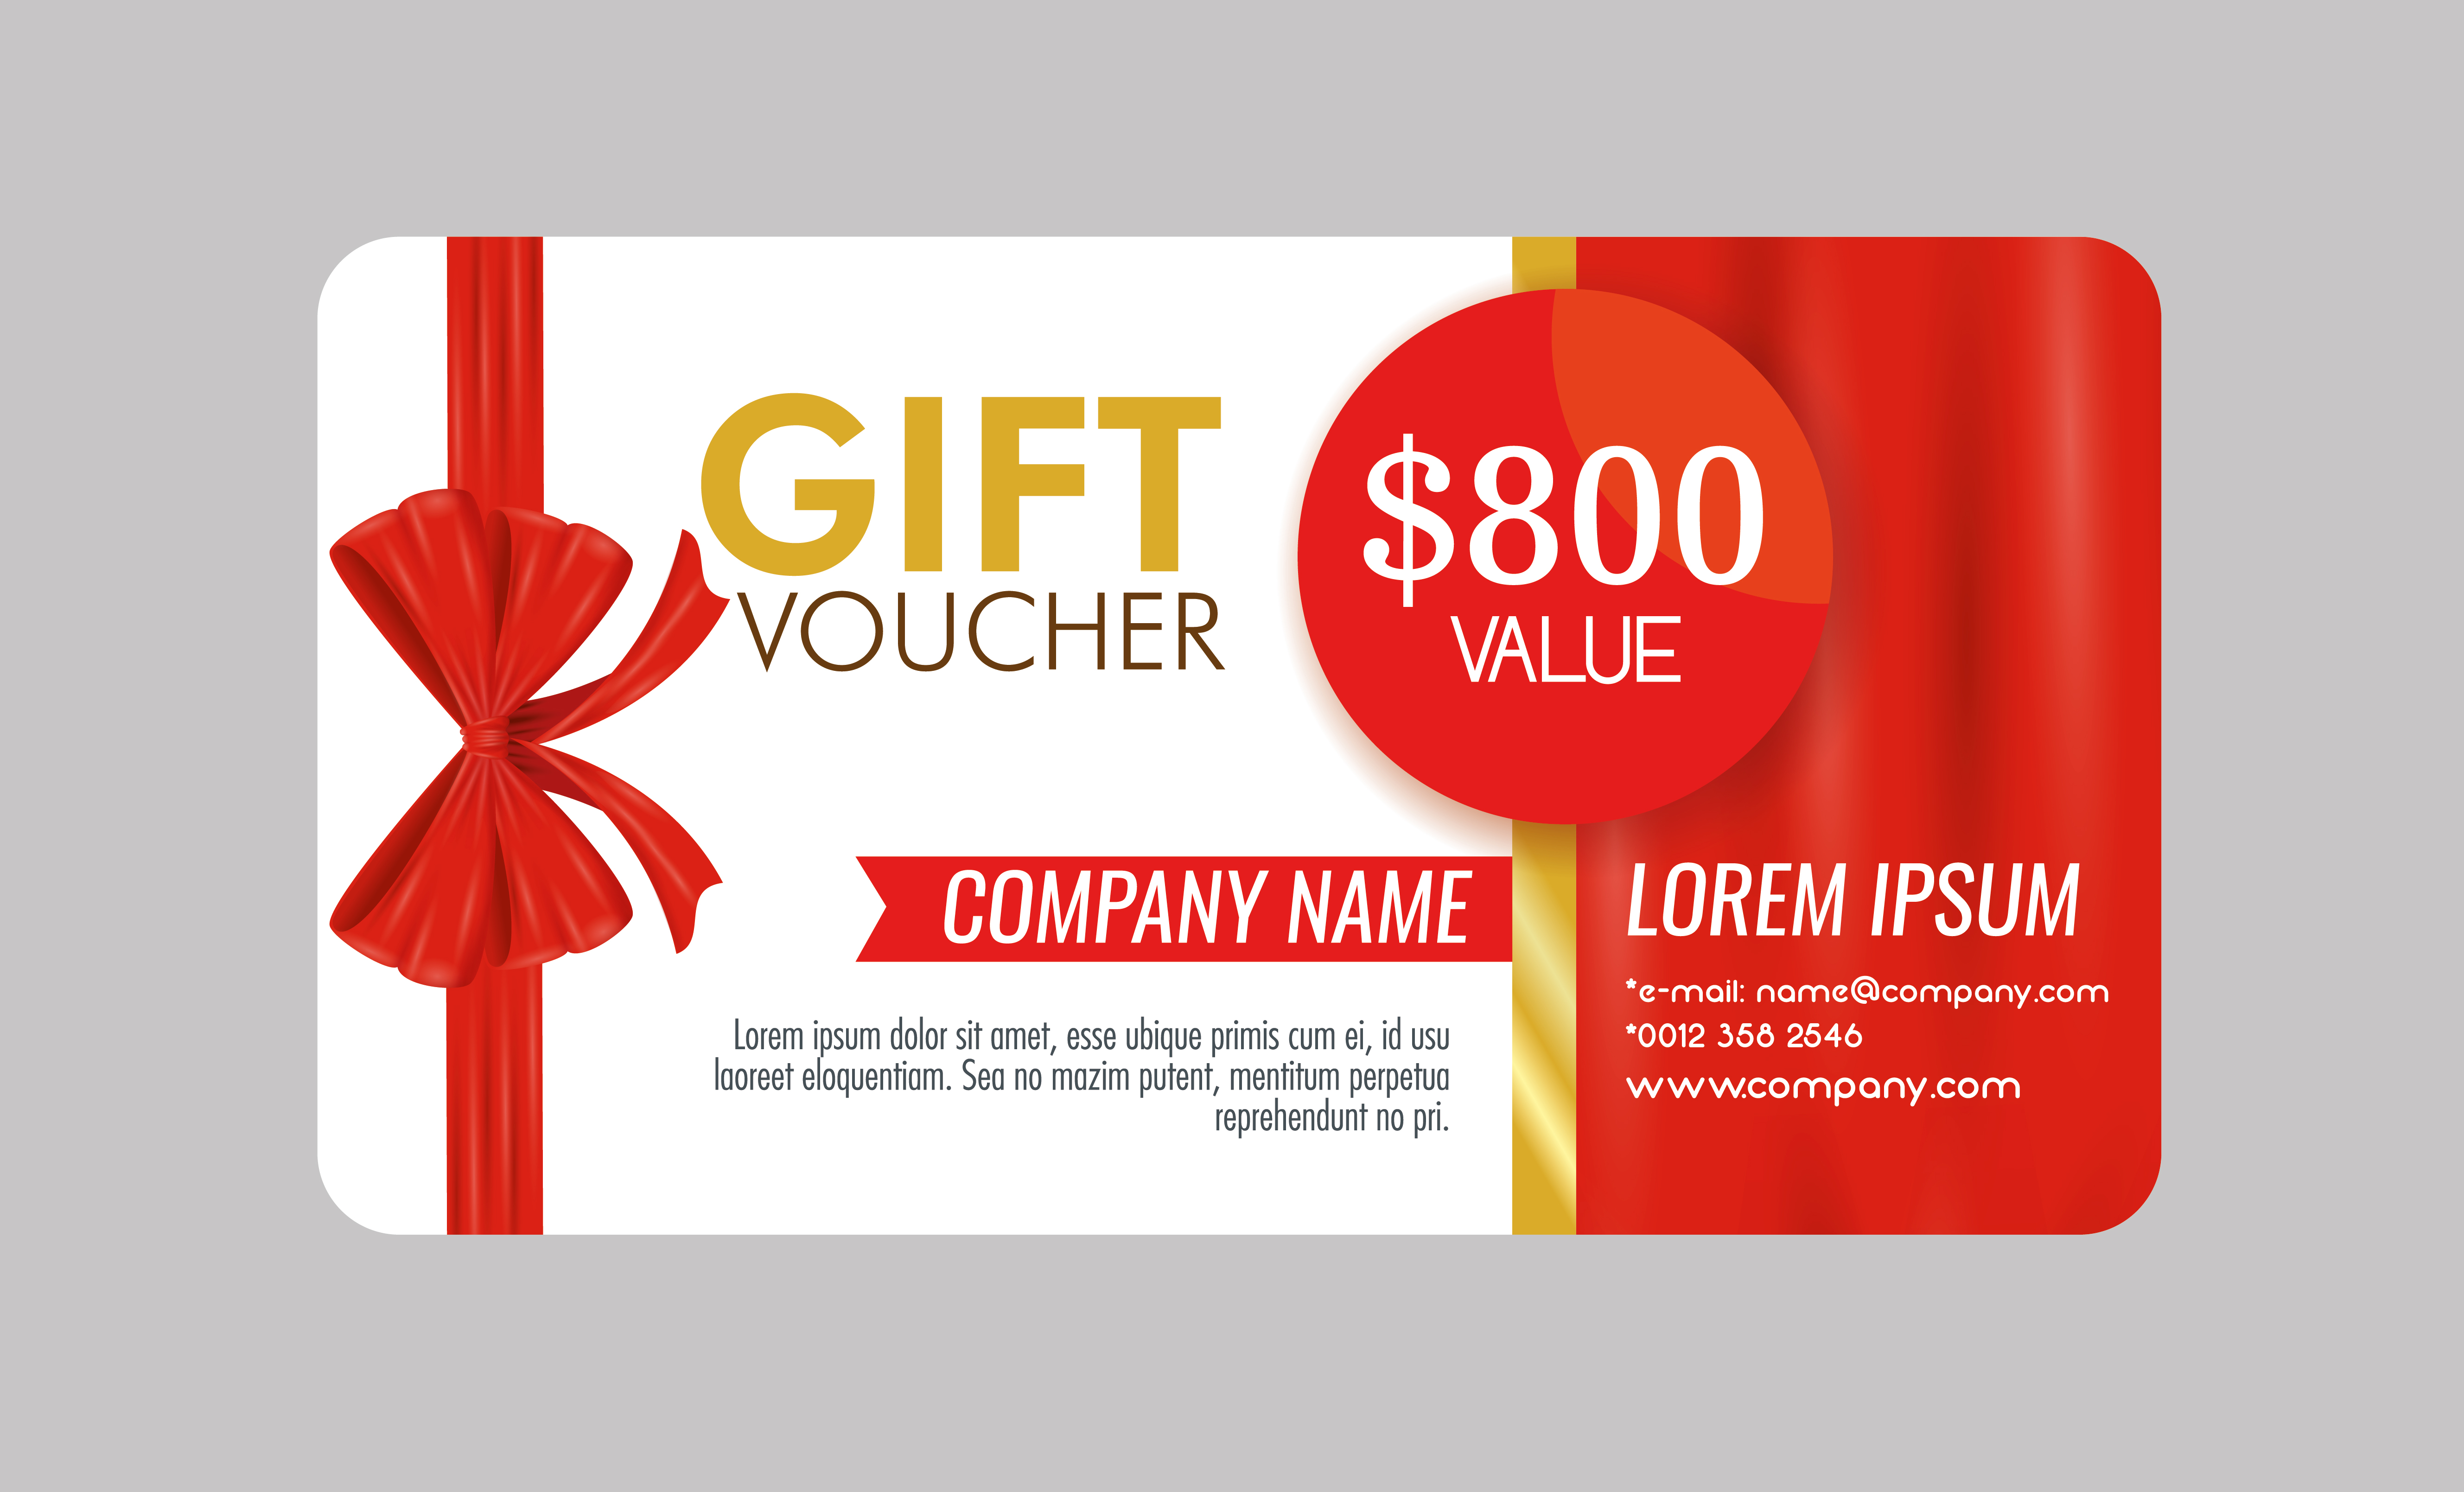 GIFT
VOUCHER
$800
VALUE
COMPANY NAME
Lorem ipsum dolor sit amet, esse ubique primis cum ei, id usu
laoreet eloquentiam. Sea no mazim putent, mentitum perpetua
reprehendunt no pri.
LOREM IPSUM
*e-mail: name@company.com
*0012 358 2546
www.company.com